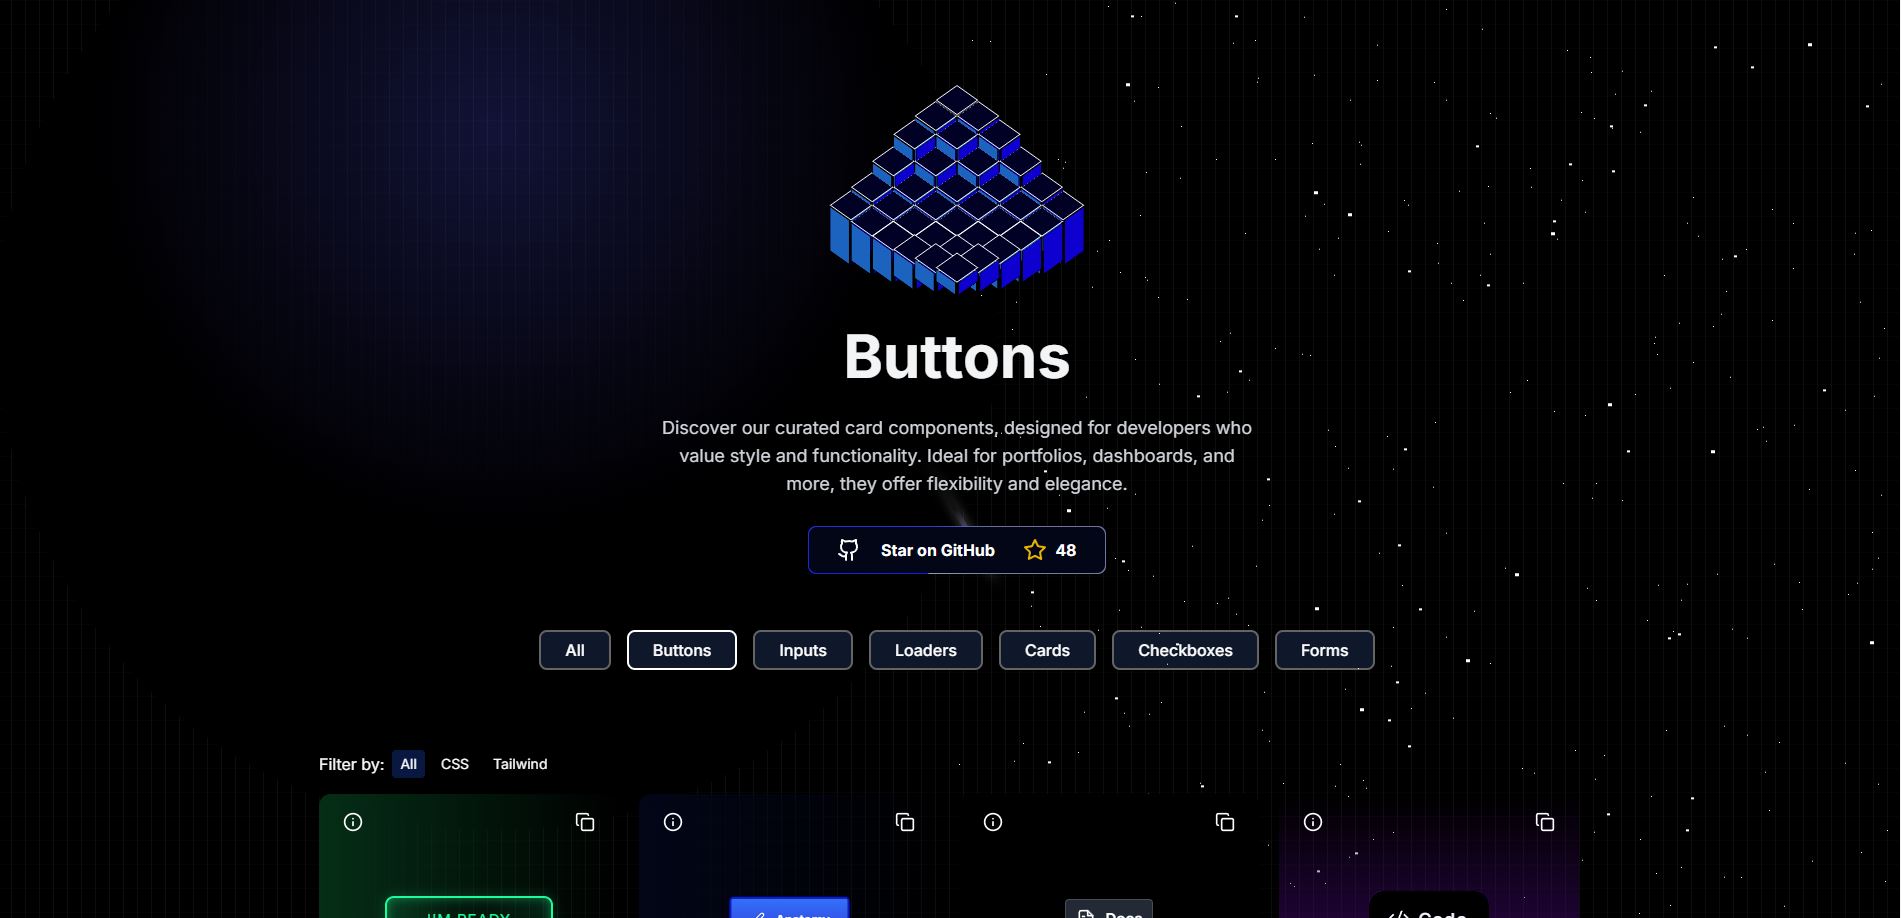 Buttons
Discover our curated card components, designed for developers who
value style and functionality. Ideal for portfolios, dashboards, and
more, they offer flexibility and elegance.
Star on GitHub 48
All Buttons Inputs Loaders Cards Checkboxes Forms
Filter by: All CSS Tailwind
I'M READY Anatomy Docs Code